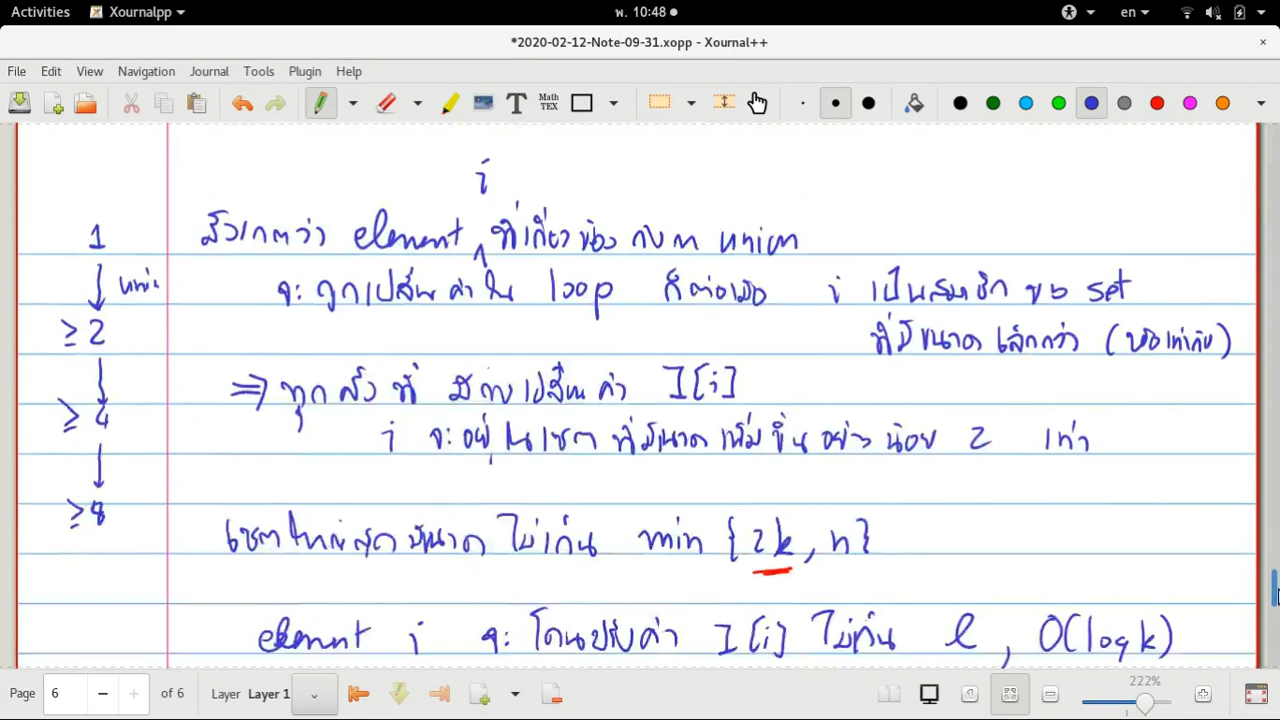 Activities Xournalpp พ. 10:48 en
*2020-02-12-Note-09-31.xopp - Xournal++ ×
File Edit View Navigation Journal Tools Plugin Help
Math TEX
i
1 สังเกตว่า element ที่เกี่ยวข้อง กับการ union
จะ ถูกเปลี่ยน ค่า ใน loop ก็ต่อเมื่อ i เป็นสมาชิก ของ set
≥ 2 ที่มีขนาด เล็กกว่า (หรือเท่ากับ)
⇒ ทุกครั้ง ที่ มีการเปลี่ยน ค่า I[i]
≥ 4
i จะอยู่ ในเซต ที่มีขนาด เพิ่ม ขึ้น อย่าง น้อย 2 เท่า
≥ 8
เซตใหญ่สุด มีขนาด ไม่เกิน min {2k, n}
element i จะ โดนปรับค่า I[i] ไม่เกิน l, O(log k)
Page 6 of 6 Layer Layer 1 222%